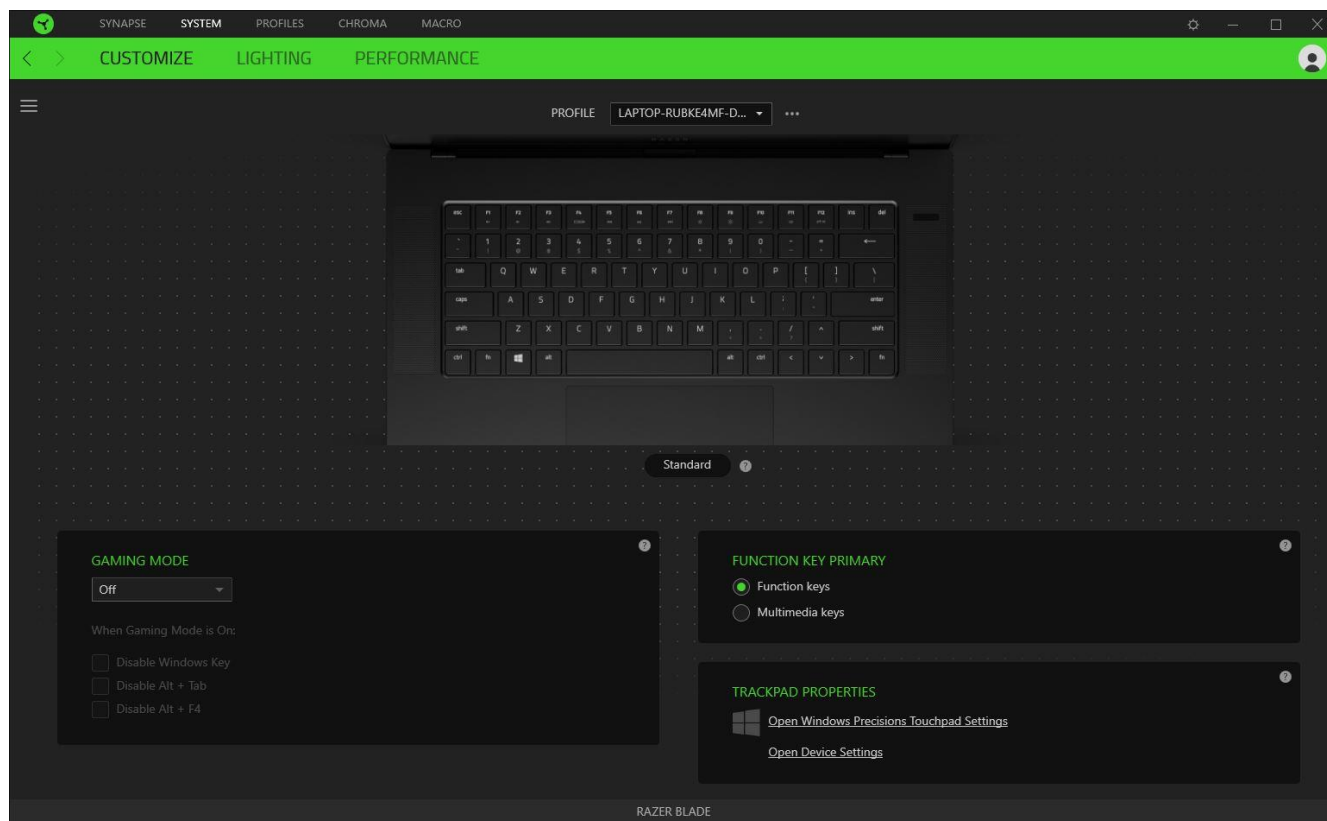 SYNAPSE SYSTEM PROFILES CHROMA MACRO
CUSTOMIZE LIGHTING PERFORMANCE
PROFILE LAPTOP-RUBKE4MF-D... 
esc F1 F2 F3 F4 F5 F6 F7 F8 F9 F10 F11 F12 ins del
1 2 3 4 5 6 7 8 9 0 - =
tab Q W E R T Y U I O P [ ] \
caps A S D F G H J K L ; ' enter
shift Z X C V B N M , . / ^ shift
ctrl fn alt alt ctrl < v > fn
Standard
GAMING MODE
Off
When Gaming Mode is On:
Disable Windows Key
Disable Alt + Tab
Disable Alt + F4
FUNCTION KEY PRIMARY
Function keys
Multimedia keys
TRACKPAD PROPERTIES
Open Windows Precisions Touchpad Settings
Open Device Settings
RAZER BLADE